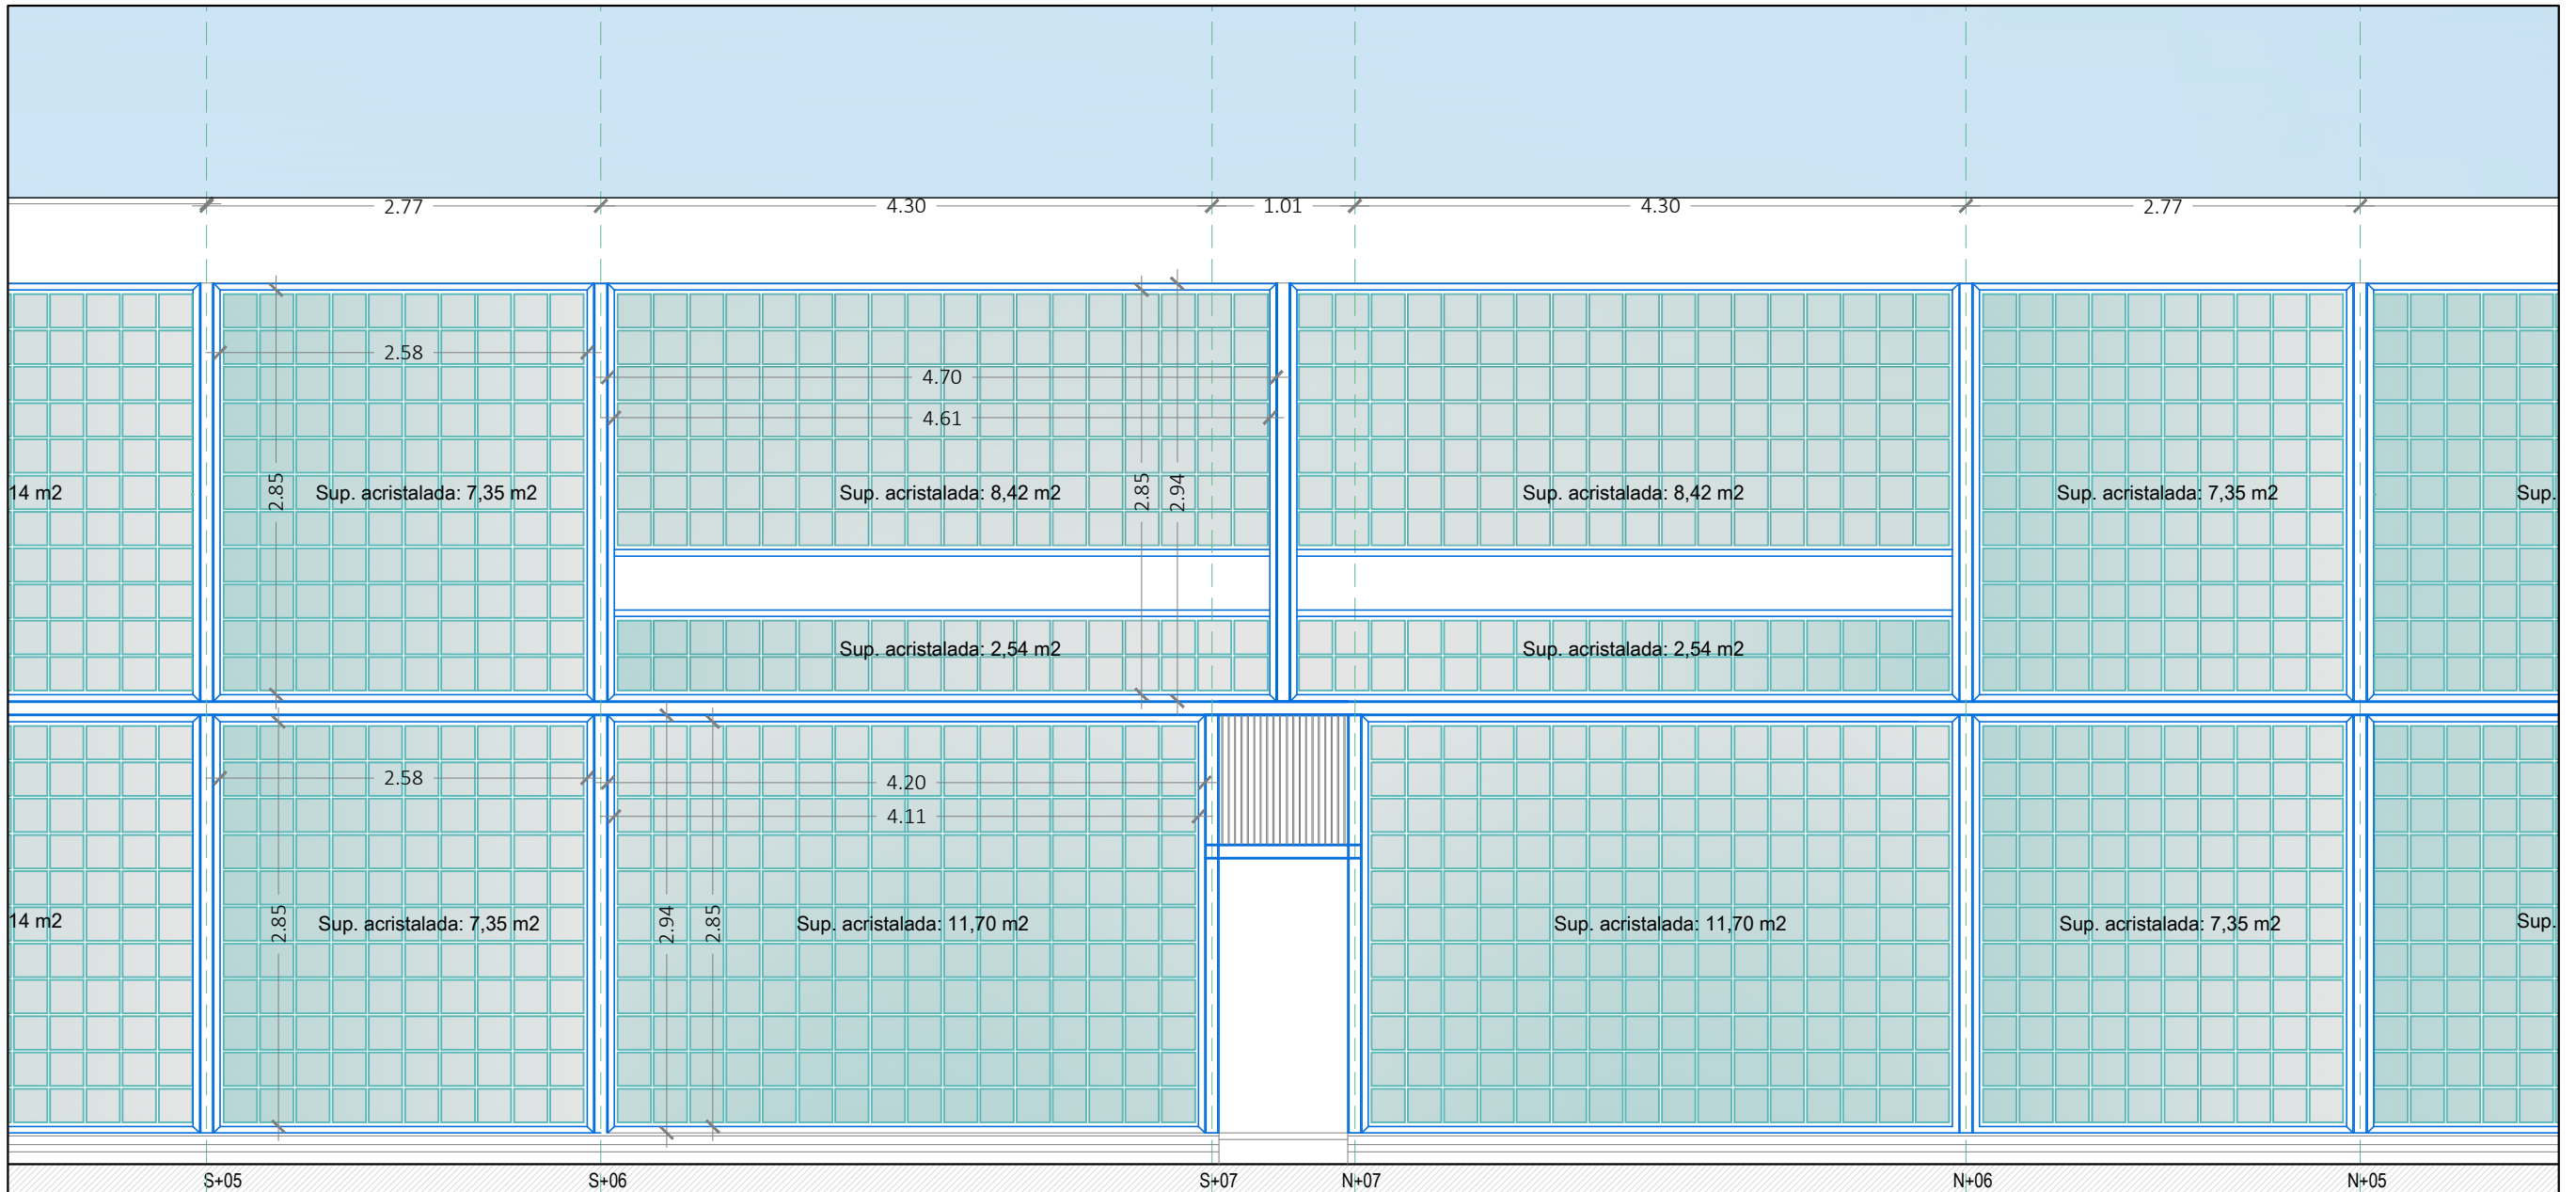 2.77 4.30 1.01 4.30 2.77
2.58
4.70
4.61
14 m2 2.85 Sup. acristalada: 7,35 m2 Sup. acristalada: 8,42 m2 2.85 2.94 Sup. acristalada: 8,42 m2 Sup. acristalada: 7,35 m2 Sup.
Sup. acristalada: 2,54 m2 Sup. acristalada: 2,54 m2
2.58 4.20
4.11
14 m2 2.85 Sup. acristalada: 7,35 m2 2.94 2.85 Sup. acristalada: 11,70 m2 Sup. acristalada: 11,70 m2 Sup. acristalada: 7,35 m2 Sup.
S+05 S+06 S+07 N+07 N+06 N+05